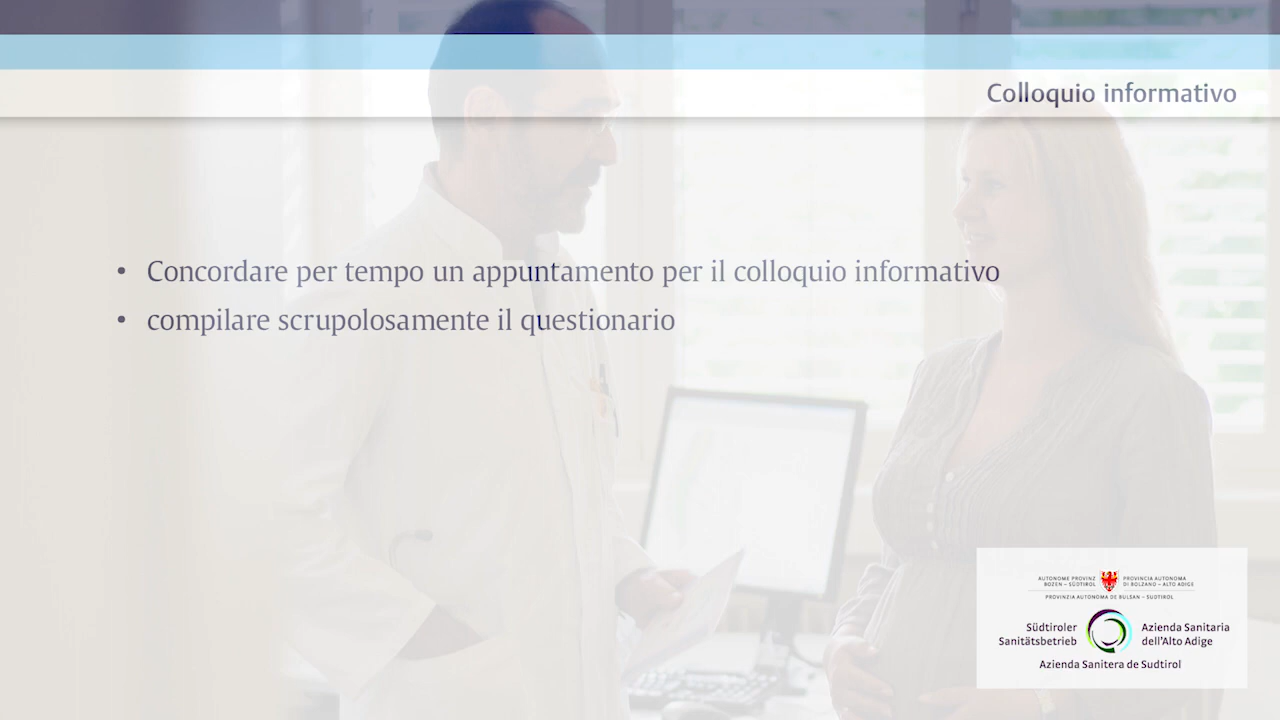 Colloquio informativo
• Concordare per tempo un appuntamento per il colloquio informativo
• compilare scrupolosamente il questionario
AUTONOME PROVINZ
BOZEN – SÜDTIROL
PROVINCIA AUTONOMA
DI BOLZANO – ALTO ADIGE
PROVINZIA AUTONOMA DE BULSAN – SUDTIROL
Südtiroler
Sanitätsbetrieb
Azienda Sanitaria
dell'Alto Adige
Azienda Sanitera de Sudtirol